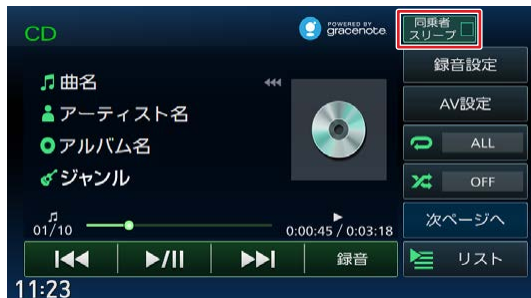 CD
POWERED BY
gracenote.
同乗者
スリープ
録音設定
曲名
AV設定
アーティスト名
アルバム名
ALL
ジャンル
OFF
01/10
0:00:45 / 0:03:18
次ページへ
録音
リスト
11:23